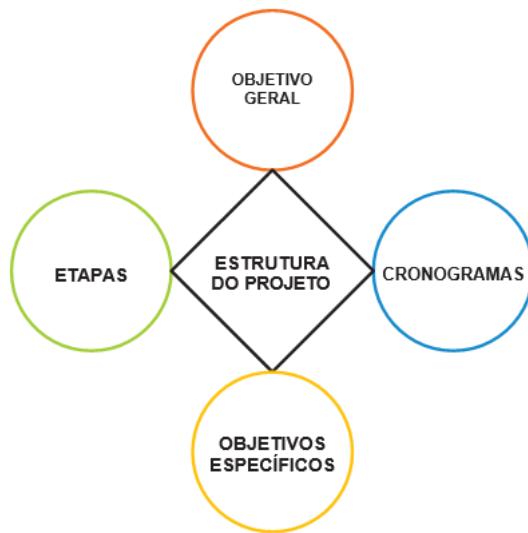 OBJETIVO
GERAL
ETAPAS
ESTRUTURA
DO PROJETO
CRONOGRAMAS
OBJETIVOS
ESPECÍFICOS